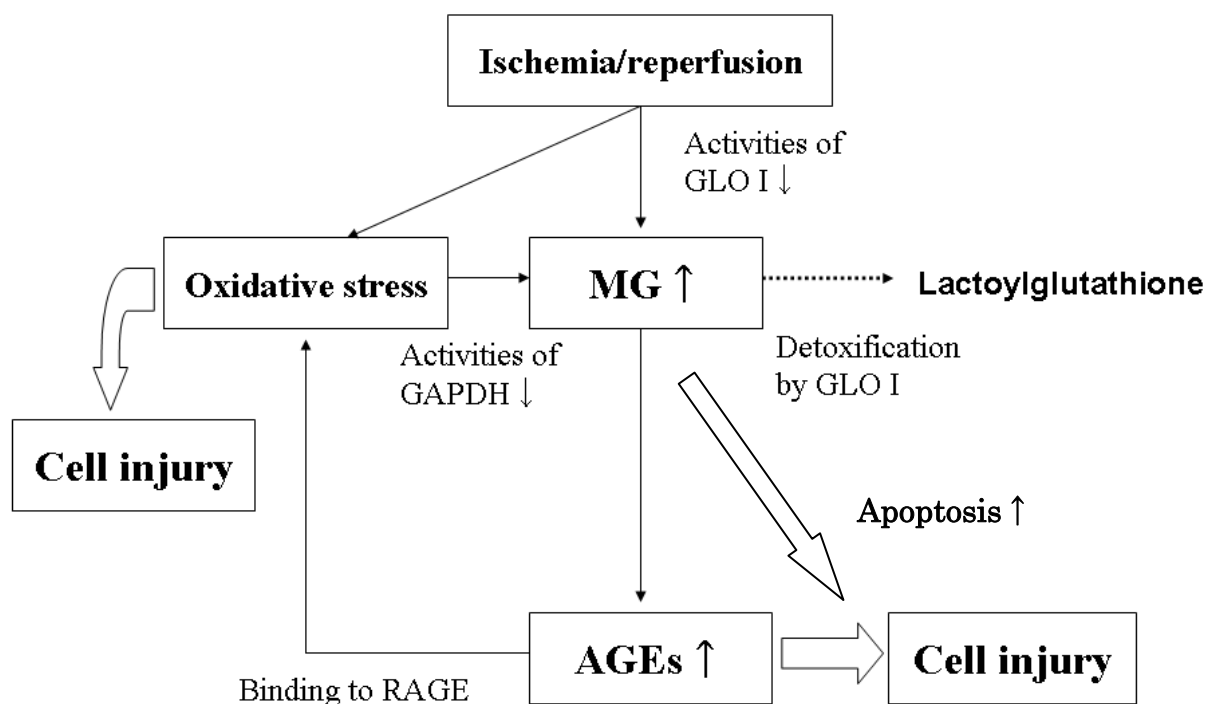 Ischemia/reperfusion
Activities of
GLO I ↓
Oxidative stress
MG ↑
Lactoylglutathione
Activities of
GAPDH ↓
Detoxification
by GLO I
Cell injury
Apoptosis ↑
AGEs ↑
Cell injury
Binding to RAGE